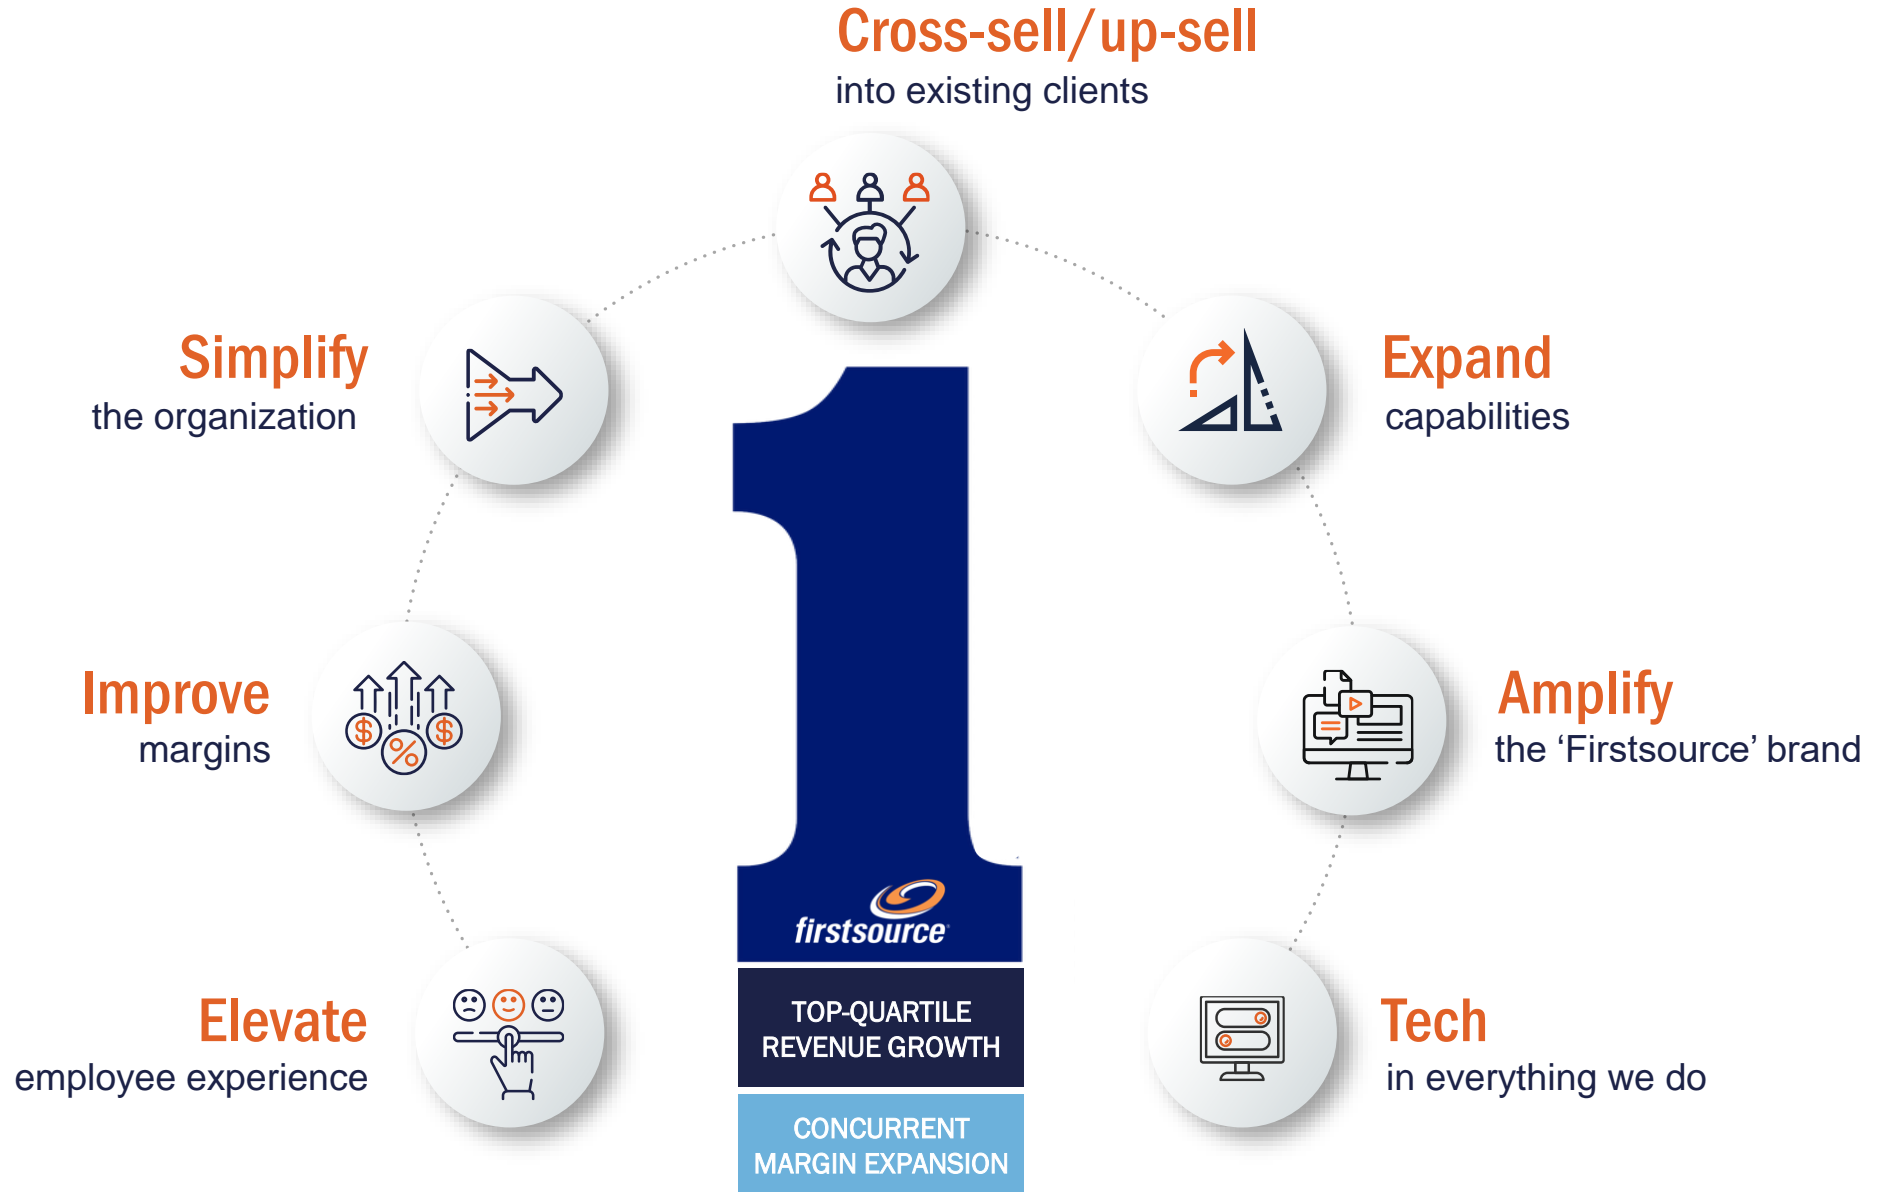 Cross-sell/up-sell
into existing clients
Simplify
the organization
Expand
capabilities
Improve
margins
Amplify
the ‘Firstsource’ brand
Elevate
employee experience
Tech
in everything we do
firstsource
TOP-QUARTILE
REVENUE GROWTH
CONCURRENT
MARGIN EXPANSION
1
$
%
$